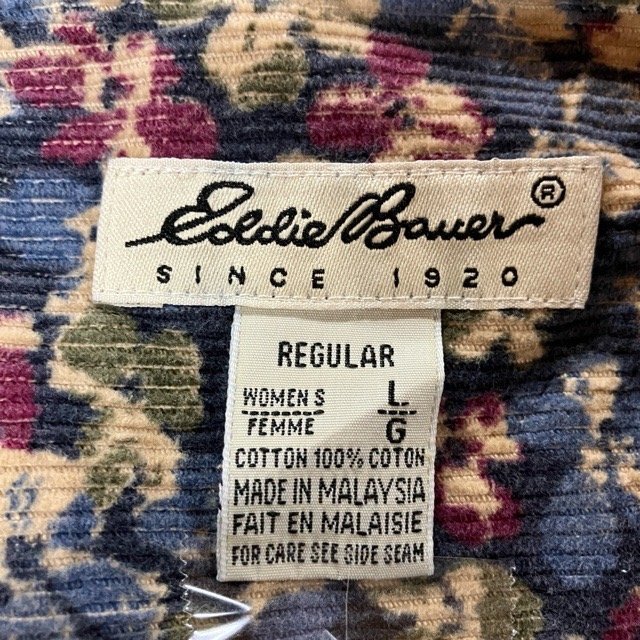 Eddie Bauer®
SINCE 1920
REGULAR
WOMEN S L
FEMME G
COTTON 100% COTON
MADE IN MALAYSIA
FAIT EN MALAISIE
FOR CARE SEE SIDE SEAM